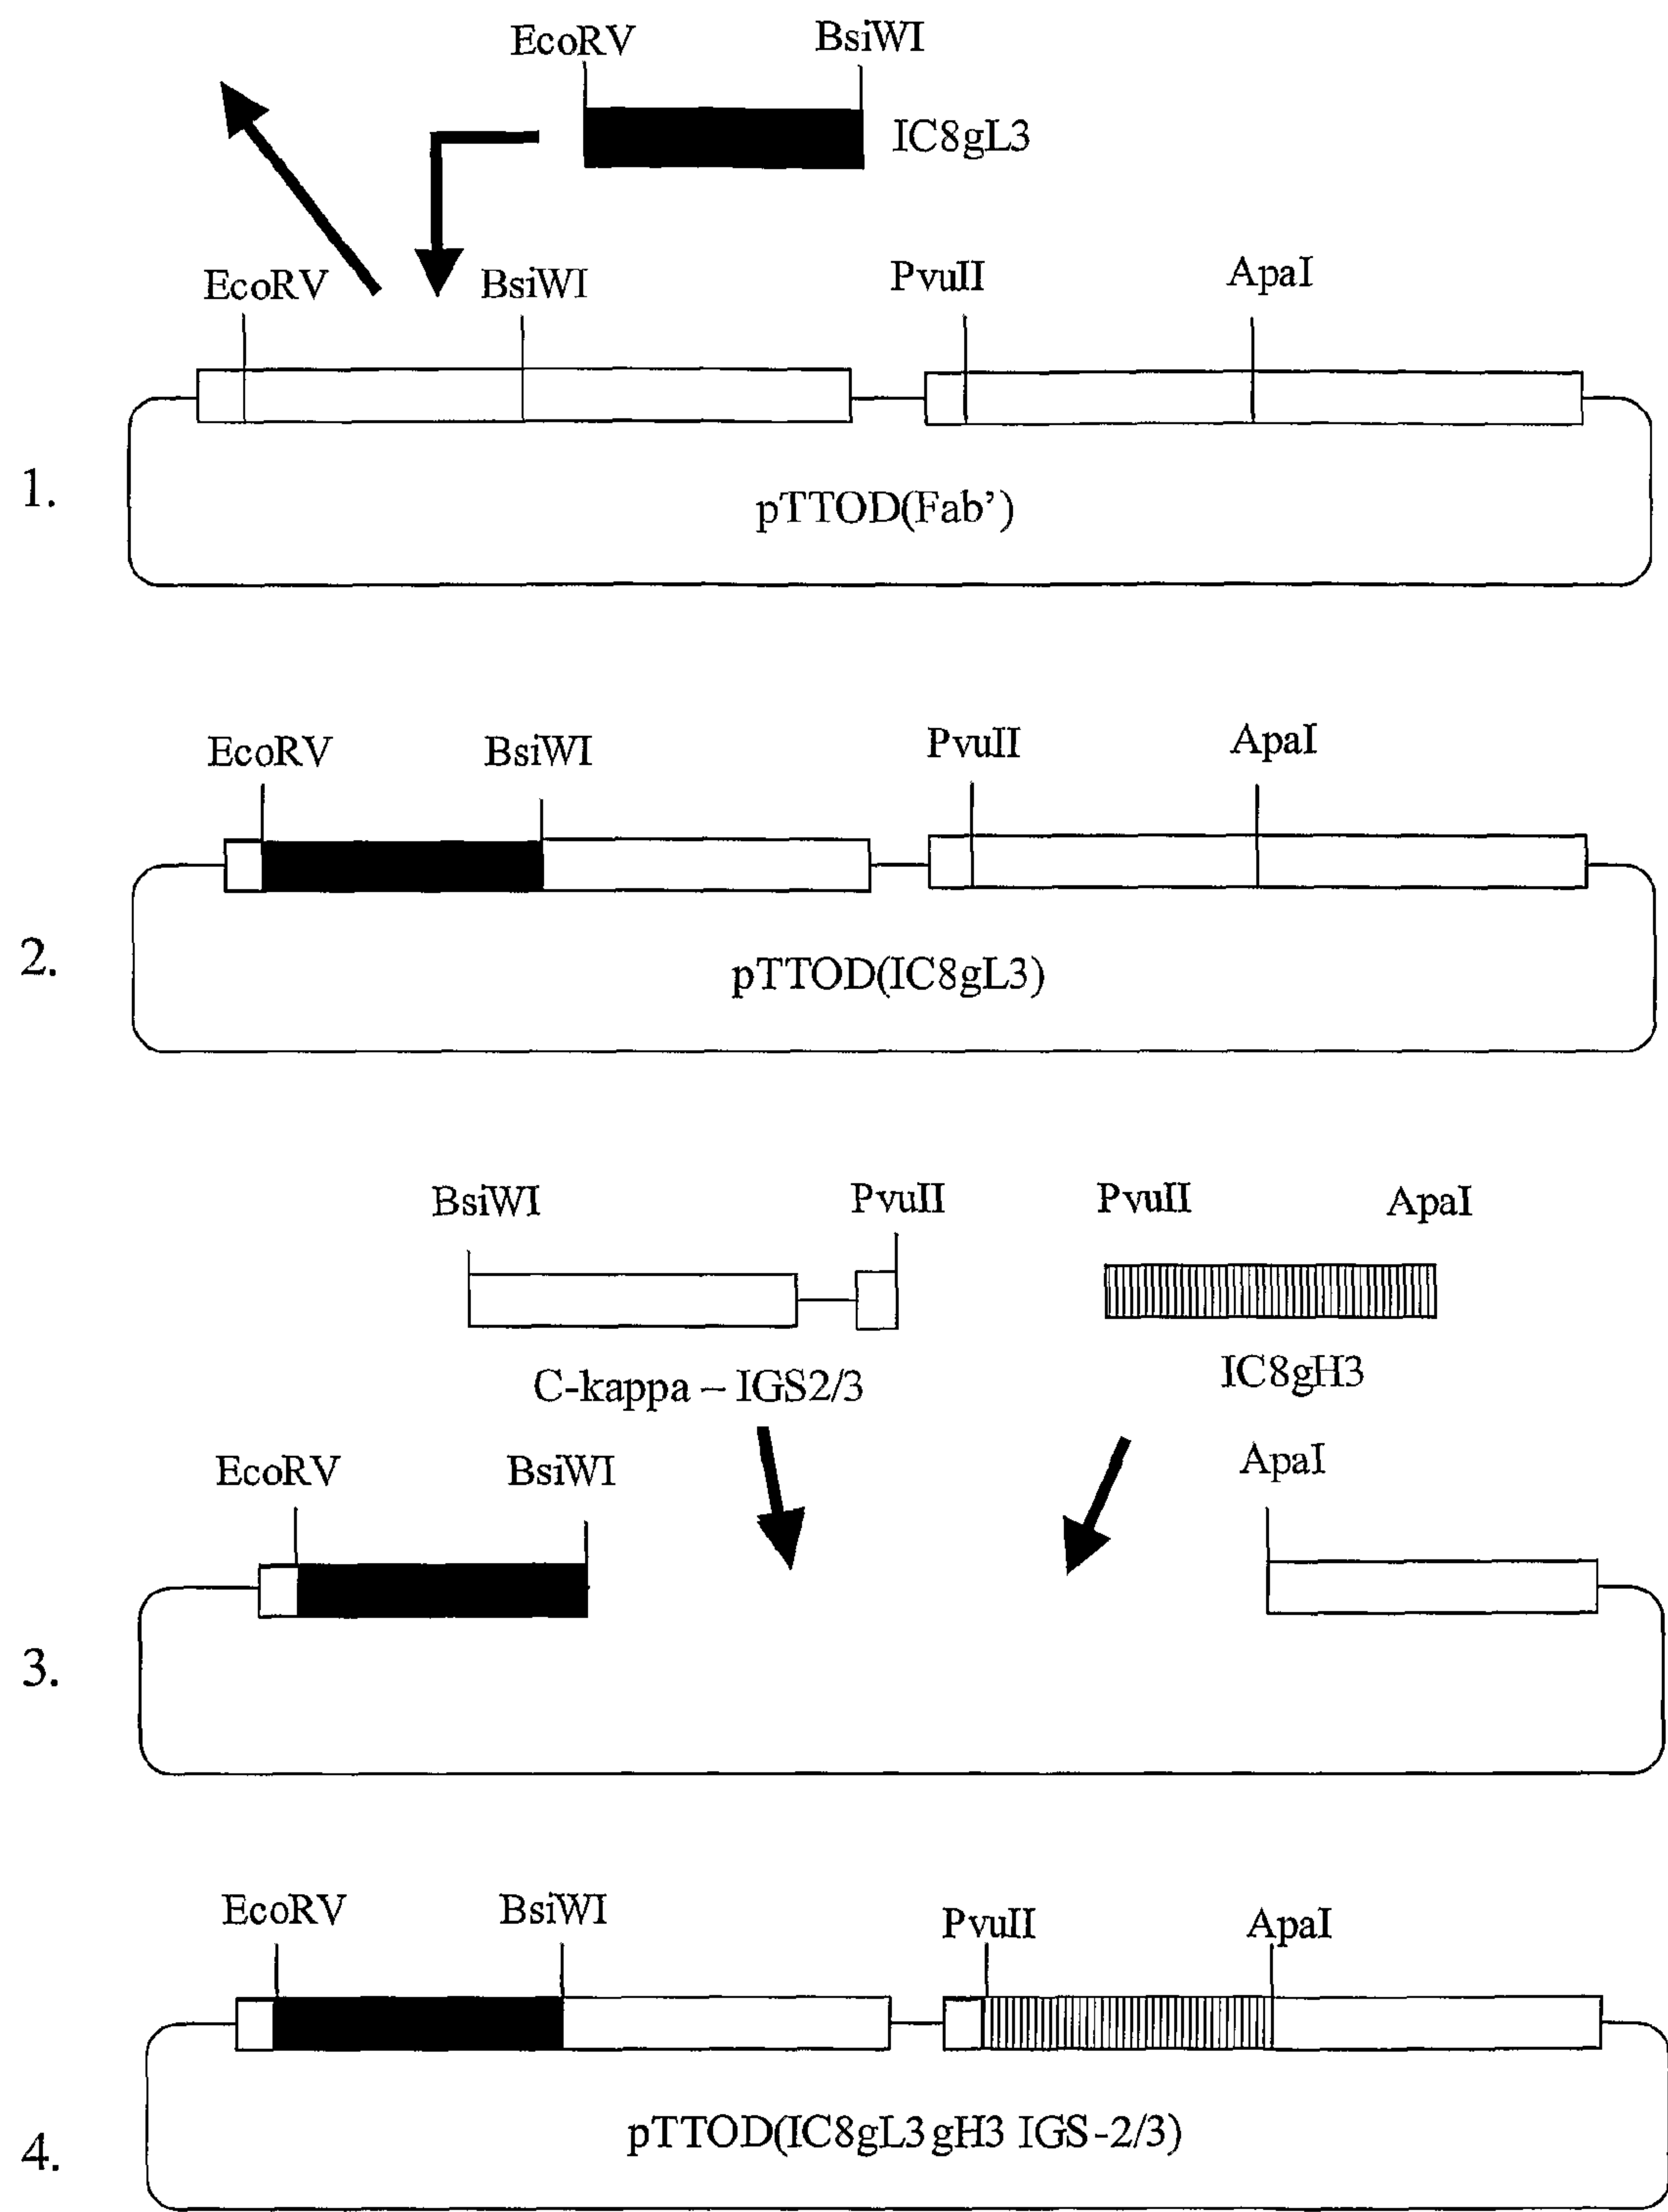 EcoRV BsiWI
IC8gL3
EcoRV BsiWI PvuII ApaI
1.
pTTOD(Fab’)
EcoRV BsiWI PvuII ApaI
2.
pTTOD(IC8gL3)
BsiWI PvuII PvuII ApaI
C-kappa – IGS2/3 IC8gH3
EcoRV BsiWI ApaI
3.
EcoRV BsiWI PvuII ApaI
pTTOD(IC8gL3gH3 IGS-2/3)
4.